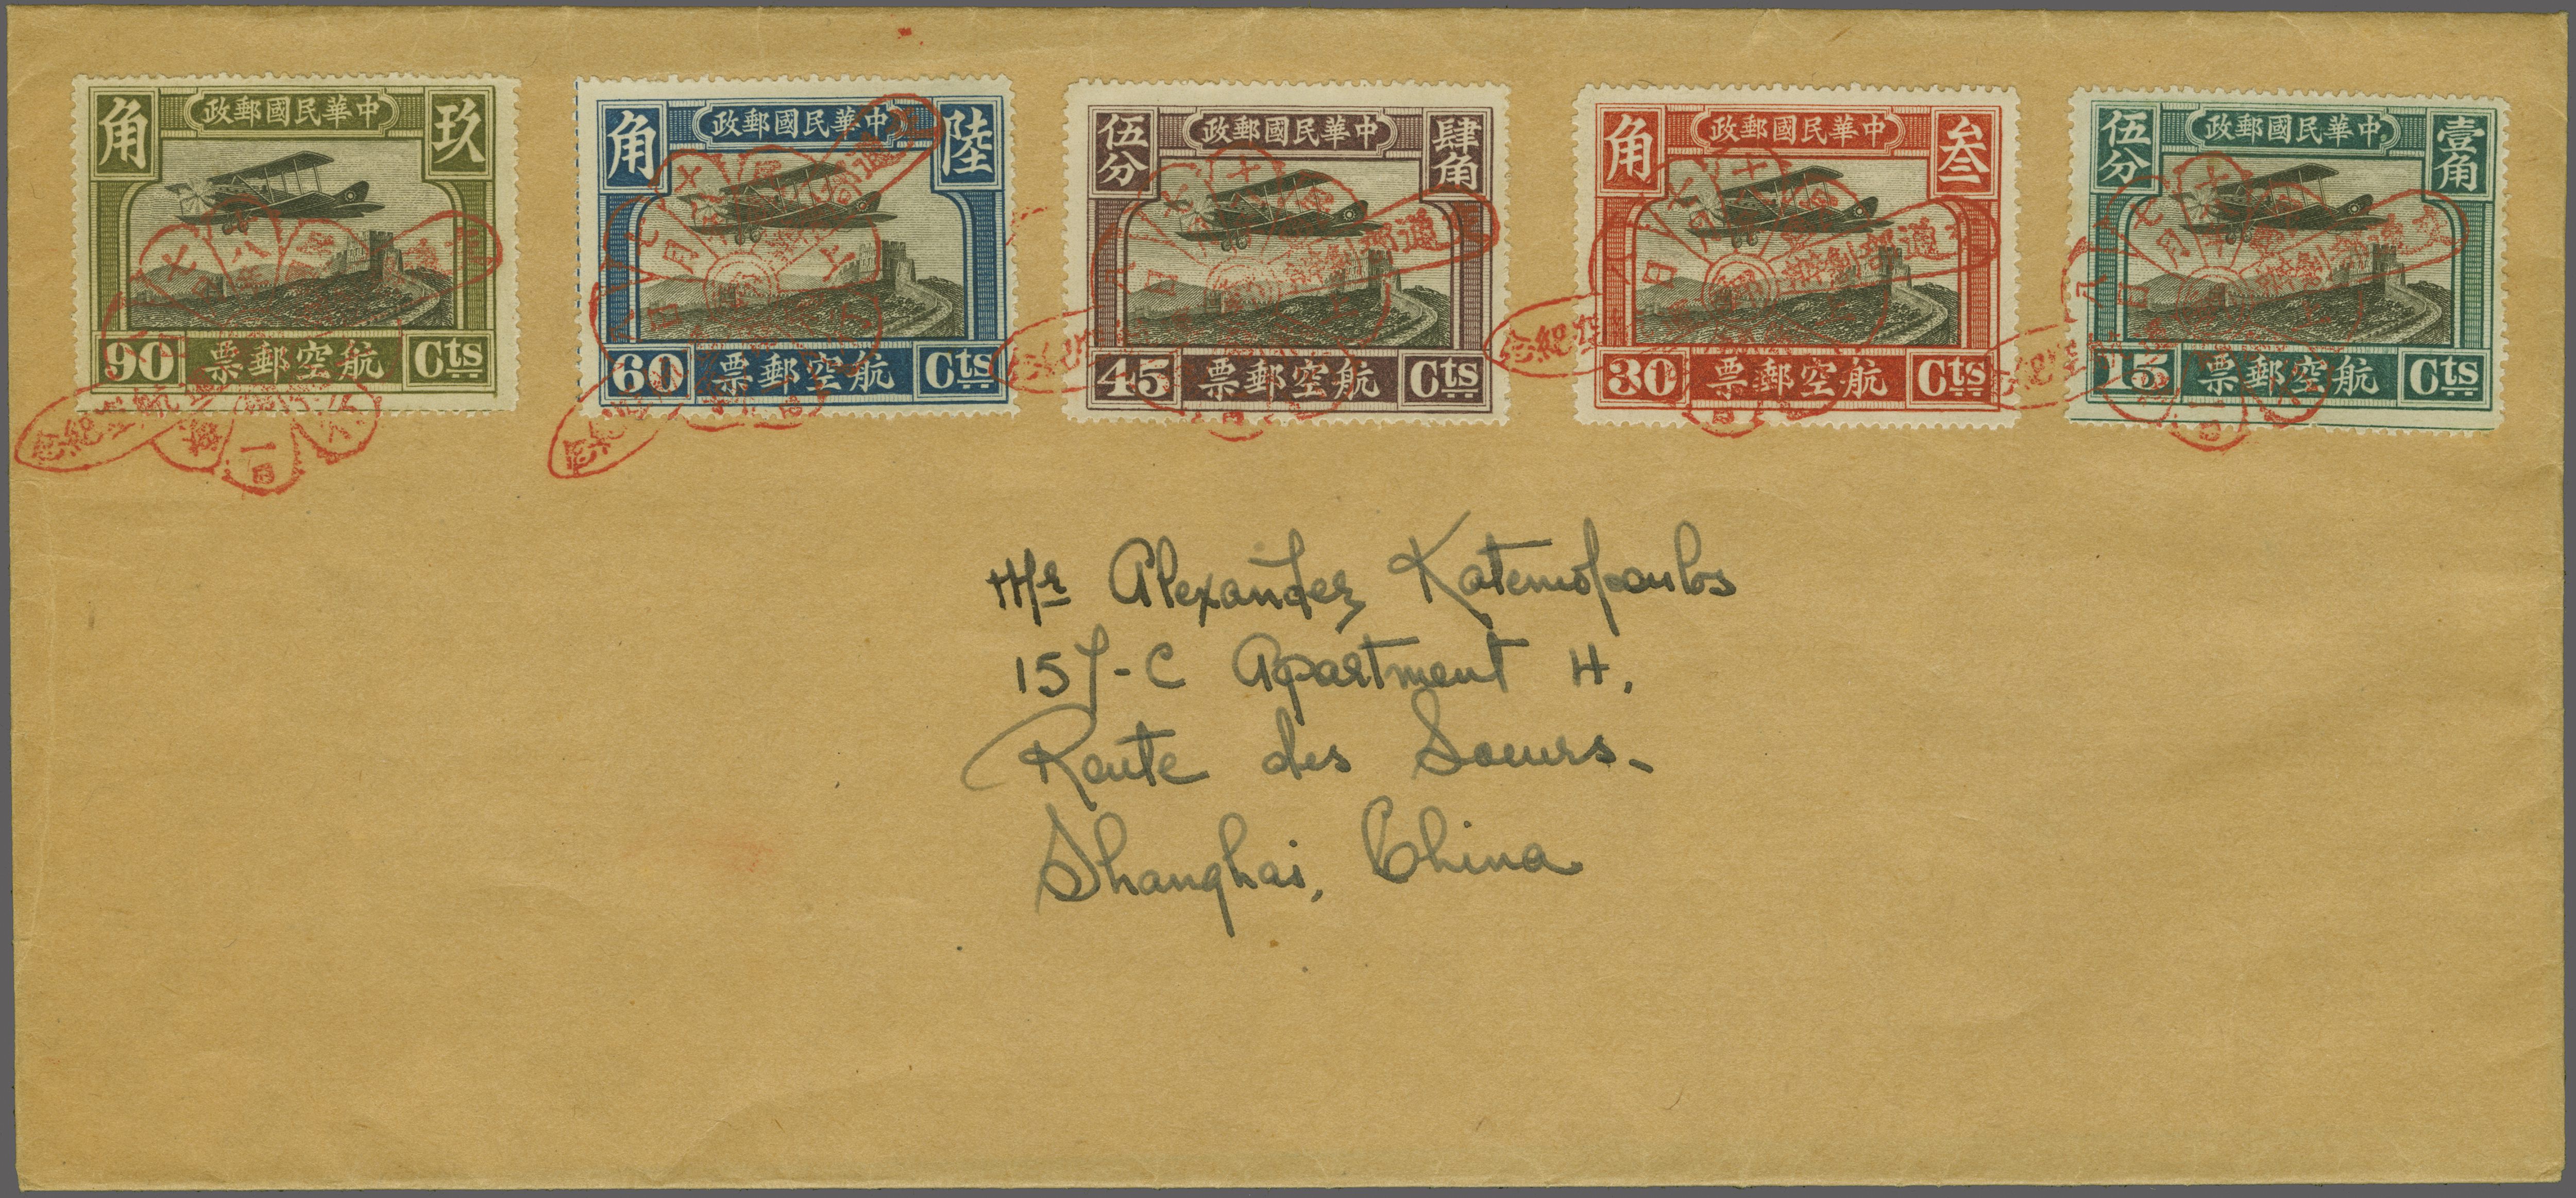 政郵國民華中
角
玖
90
票郵空航
Cts
政郵國民華中
角
陸
60
票郵空航
Cts
政郵國民華中
伍分
肆角
45
票郵空航
Cts
政郵國民華中
角
叁
30
票郵空航
Cts
政郵國民華中
伍分
壹角
15
票郵空航
Cts
Mr Alexander Katemopoulos
157-C Apartment H.
Route des Soeurs-
Shanghai, China